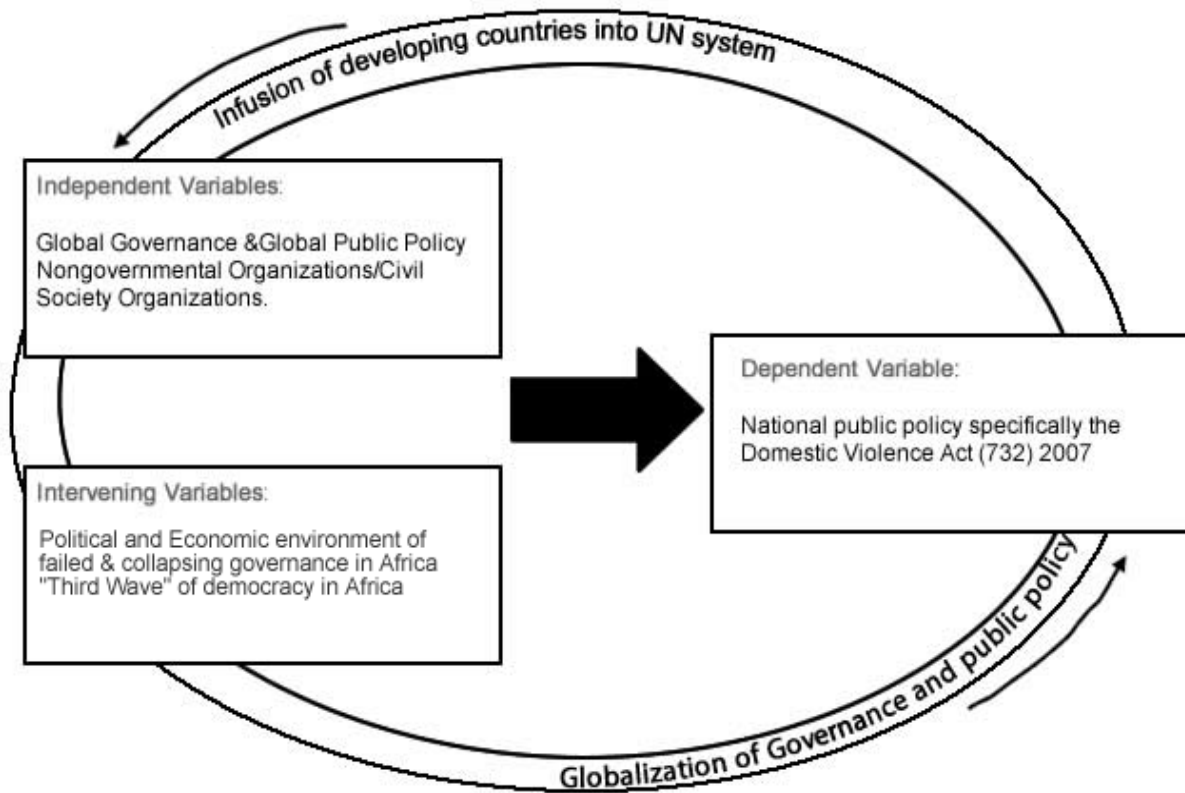 Infusion of developing countries into UN system
Independent Variables:
Global Governance &Global Public Policy
Nongovernmental Organizations/Civil
Society Organizations.
Dependent Variable:
National public policy specifically the
Domestic Violence Act (732) 2007
Intervening Variables:
Political and Economic environment of
failed & collapsing governance in Africa
"Third Wave" of democracy in Africa
Globalization of Governance and public policy